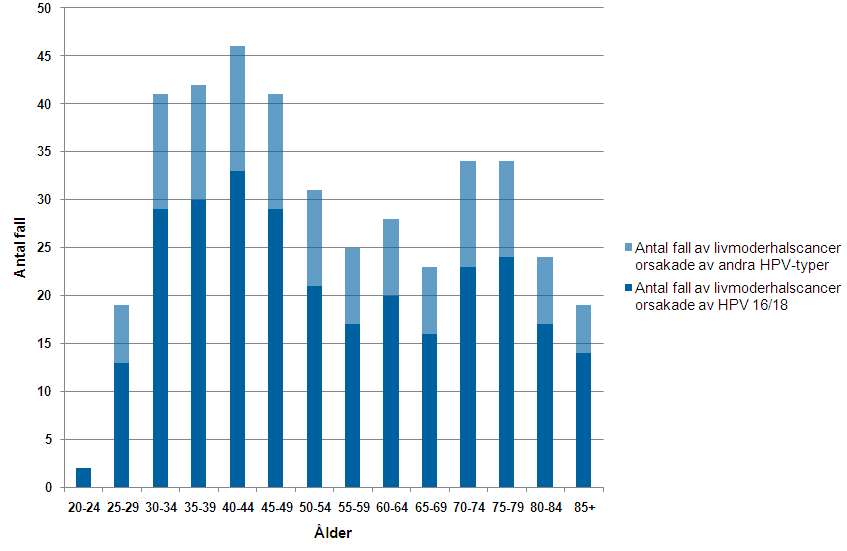 50
45
40
35
30
25
20
15
10
5
0
Antal fall
20-24 25-29 30-34 35-39 40-44 45-49 50-54 55-59 60-64 65-69 70-74 75-79 80-84 85+
Ålder
Antal fall av livmoderhalscancer
orsakade av andra HPV-typer
Antal fall av livmoderhalscancer
orsakade av HPV 16/18